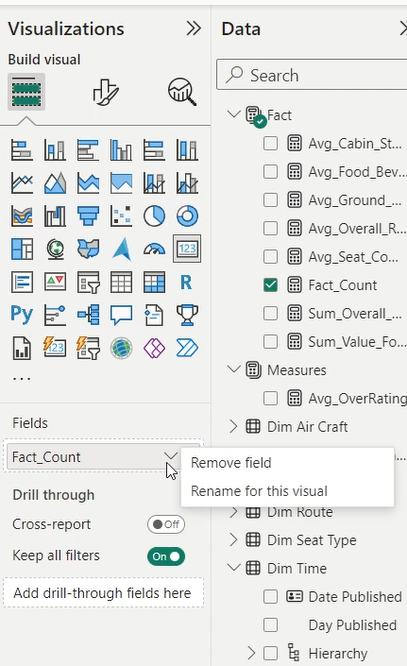 Visualizations
Build visual
123
R
Py
123
...
Fields
Fact_Count
Drill through
Cross-report
Off
Keep all filters
On
Add drill-through fields here
Data
Search
Fact
Avg_Cabin_St...
Avg_Food_Bev...
Avg_Ground_...
Avg_Overall_R...
Avg_Seat_Co...
Fact_Count
Sum_Overall_...
Sum_Value_Fo...
Measures
Avg_OverRating
Dim Air Craft
Remove field
Rename for this visual
Dim Route
Dim Seat Type
Dim Time
Date Published
Day Published
Hierarchy